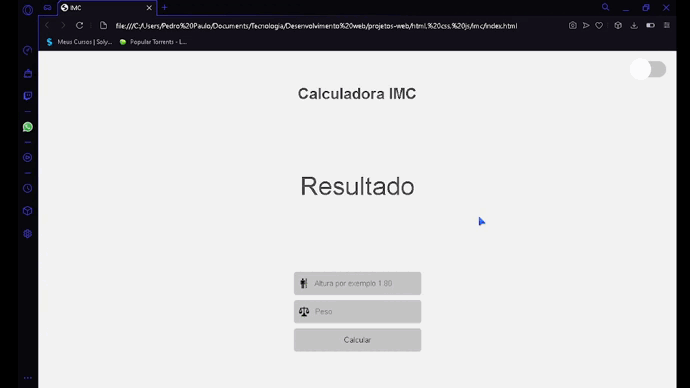 IMC
file:///C:/Users/Pedro%20Paulo/Documents/Tecnologia/Desenvolvimento%20web/projetos-web/html,%20css,%20js/imc/index.html
Meus Cursos | Soly...
Popular Torrents - L...
Calculadora IMC
Resultado
Altura por exemplo 1.80
Peso
Calcular